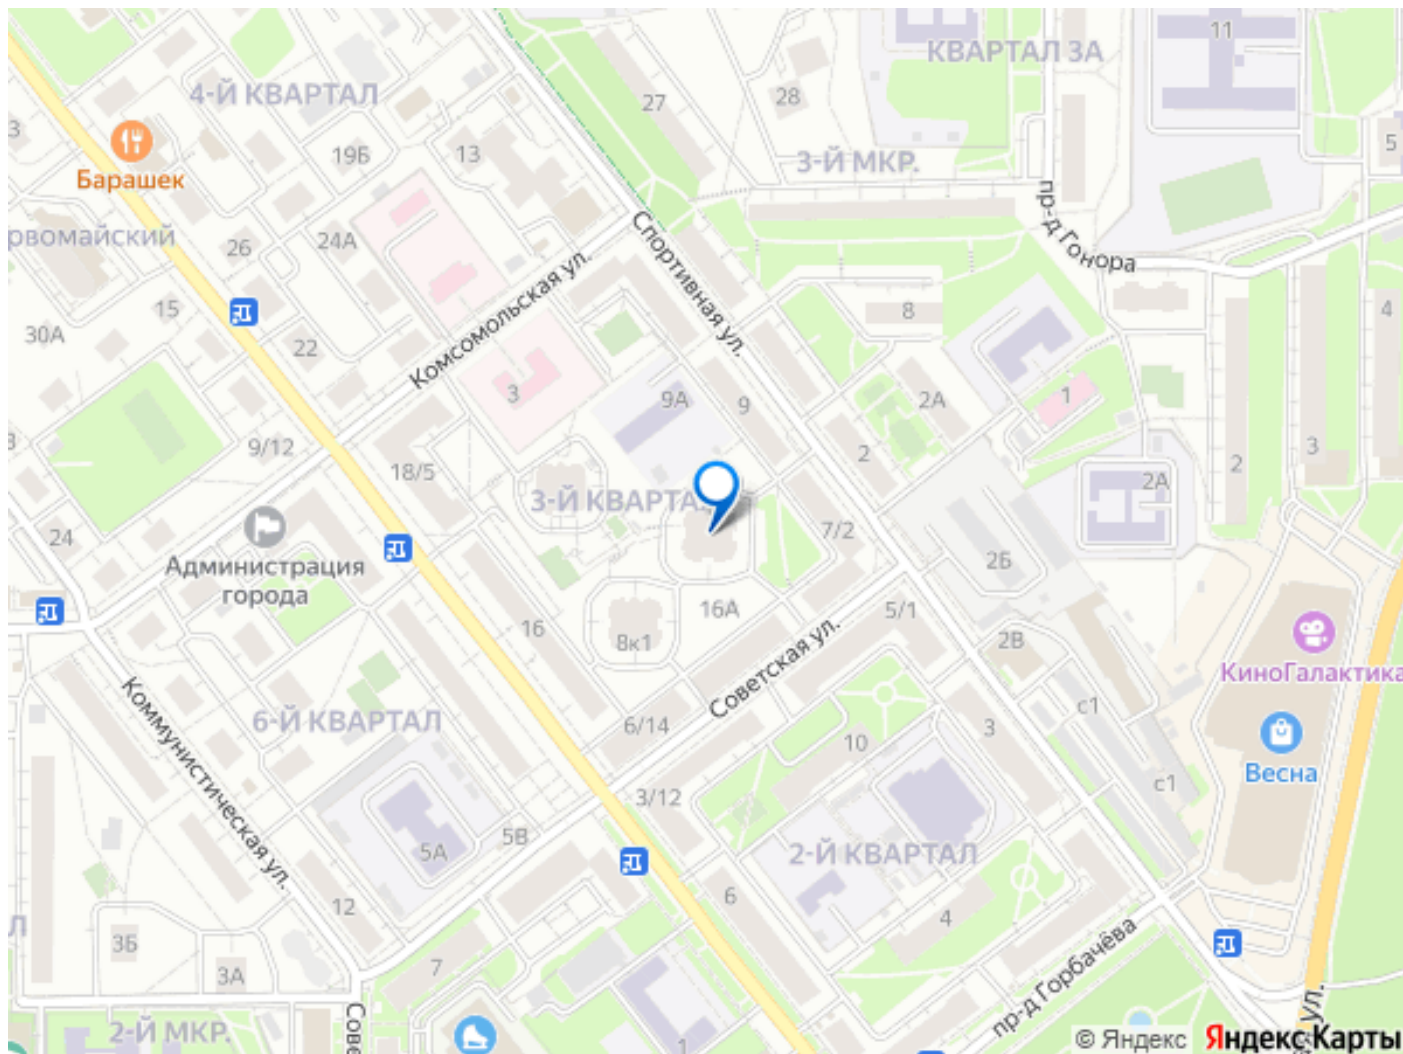 11
КВАРТАЛ 3А
4-Й КВАРТАЛ
27
28
3
19Б
13
3-Й МКР.
5
Барашек
пр-д Гонора
Спортивная ул.
овомайский
26
24А
Комсомольская ул.
15
8
4
30А
22
3
9А
9
2А
1
9/12
18/5
2
2
3
3-Й КВАРТАЛ
2А
24
7/2
2Б
Администрация
города
16А
5/1
16
8к1
2В
КиноГалактика
Советская ул.
Коммунистическая ул.
6-Й КВАРТАЛ
6/14
3
с1
10
Весна
3/12
с1
5В
5А
2-Й КВАРТАЛ
6
12
4
Л
3Б
7
3А
пр-д Горбачёва
2-Й МКР.
Сове
1
ул.
© Яндекс Яндекс Карты